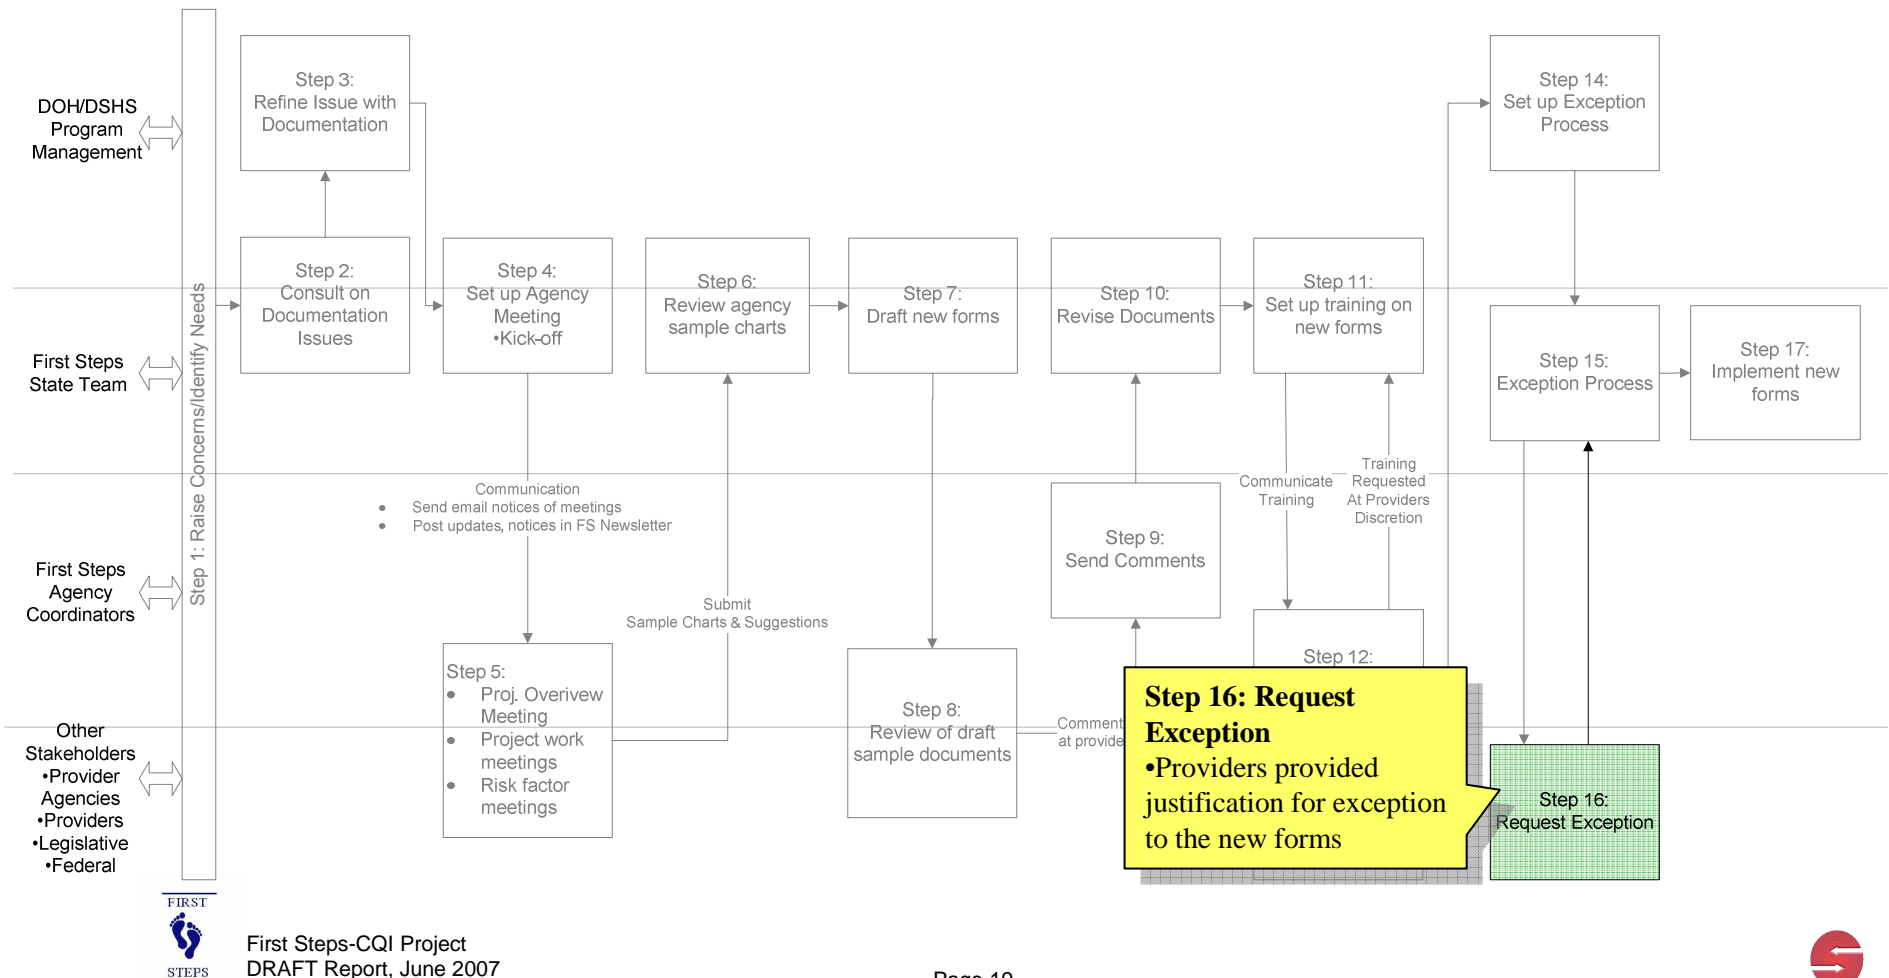 DOH/DSHS
Program
Management
First Steps
State Team
First Steps
Agency
Coordinators
Other
Stakeholders
•Provider
Agencies
•Providers
•Legislative
•Federal
Step 1: Raise Concerns/Identify Needs
Step 3:
Refine Issue with
Documentation
Step 2:
Consult on
Documentation
Issues
Step 4:
Set up Agency
Meeting
•Kick-off
Communication
● Send email notices of meetings
● Post updates, notices in FS Newsletter
Step 5:
● Proj. Overivew
Meeting
● Project work
meetings
● Risk factor
meetings
Submit
Sample Charts & Suggestions
Step 6:
Review agency
sample charts
Step 7:
Draft new forms
Step 8:
Review of draft
sample documents
Comment
at provide
Step 9:
Send Comments
Step 10:
Revise Documents
Step 11:
Set up training on
new forms
Communicate
Training
Training
Requested
At Providers
Discretion
Step 12:
Step 14:
Set up Exception
Process
Step 15:
Exception Process
Step 17:
Implement new
forms
Step 16: Request
Exception
•Providers provided
justification for exception
to the new forms
Step 16:
Request Exception
FIRST
STEPS
First Steps-CQI Project
DRAFT Report, June 2007